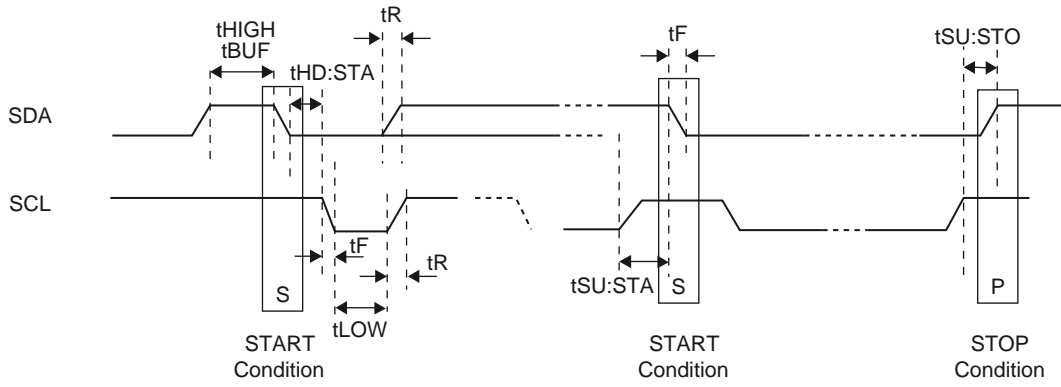 tHIGH
tBUF
tHD:STA
tR
tF
tSU:STO
SDA
SCL
tF
tR
tLOW
tSU:STA
S
S
P
START
Condition
START
Condition
STOP
Condition